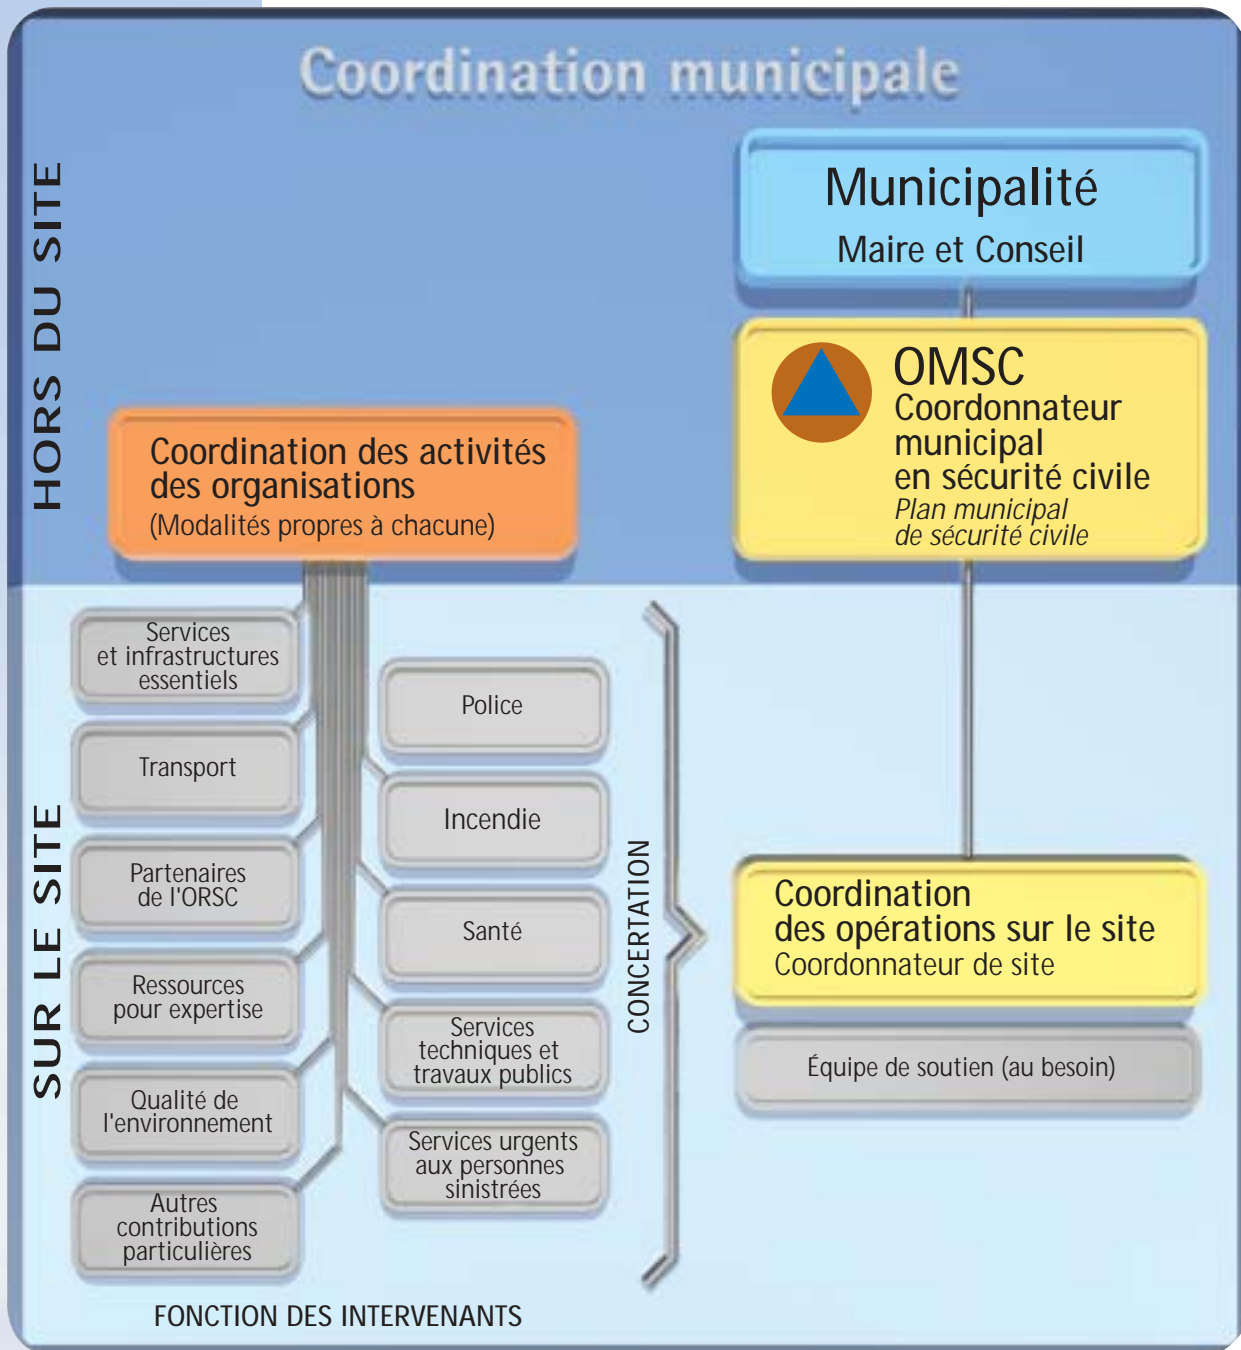 Coordination municipale
HORS DU SITE
Municipalité
Maire et Conseil
OMSC
Coordonnateur
municipal
en sécurité civile
Plan municipal
de sécurité civile
Coordination des activités
des organisations
(Modalités propres à chacune)
SUR LE SITE
Services
et infrastructures
essentiels
Transport
Partenaires
de l'ORSC
Ressources
pour expertise
Qualité de
l'environnement
Autres
contributions
particulières
Police
Incendie
Santé
Services
techniques et
travaux publics
Services urgents
aux personnes
sinistrées
CONCERTATION
Coordination
des opérations sur le site
Coordonnateur de site
Équipe de soutien (au besoin)
FONCTION DES INTERVENANTS